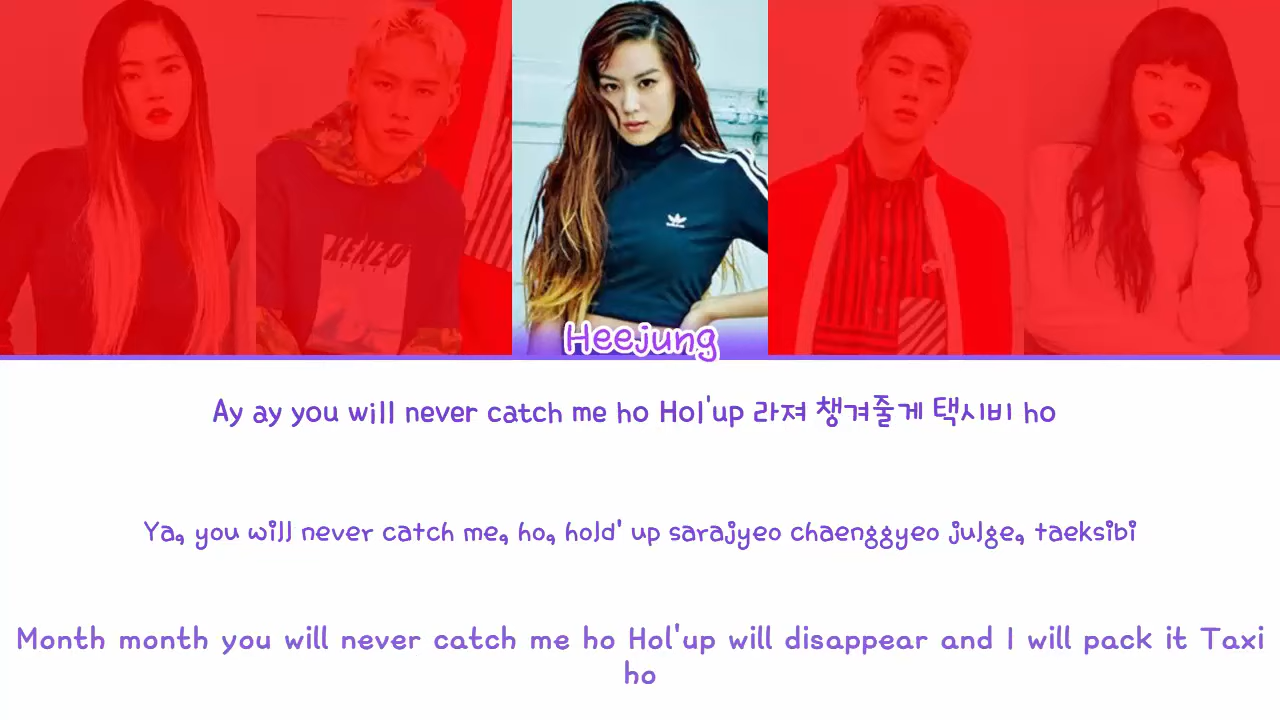 KENZO
adidas
Heejung
Ay ay you will never catch me ho Hol'up 라져 챙겨줄게 택시비 ho
Ya, you will never catch me, ho, hold' up sarajyeo chaenggyeo julge, taeksibi
Month month you will never catch me ho Hol'up will disappear and I will pack it Taxi
ho